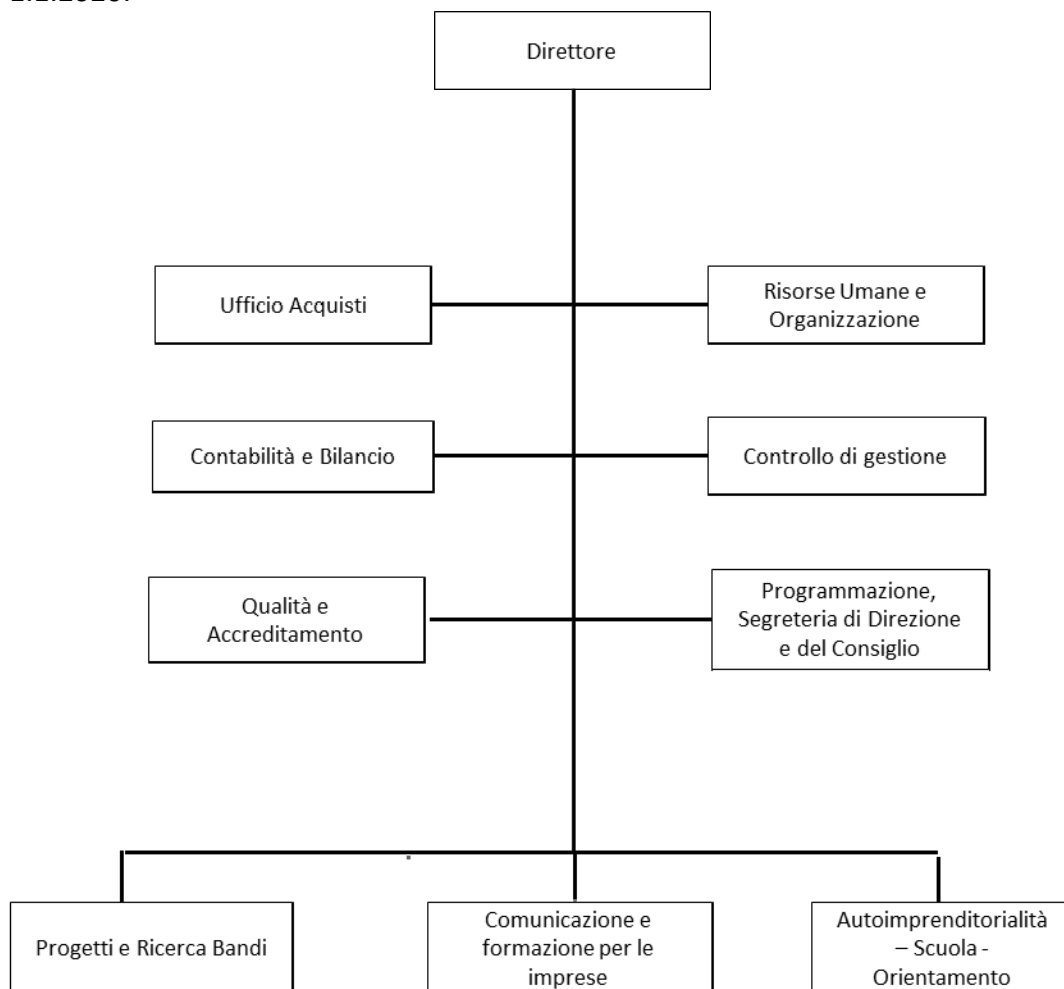 Direttore
Ufficio Acquisti
Risorse Umane e
Organizzazione
Contabilità e Bilancio
Controllo di gestione
Qualità e
Accreditamento
Programmazione,
Segreteria di Direzione
e del Consiglio
Progetti e Ricerca Bandi
Comunicazione e
formazione per le
imprese
Autoimprenditorialità
– Scuola -
Orientamento